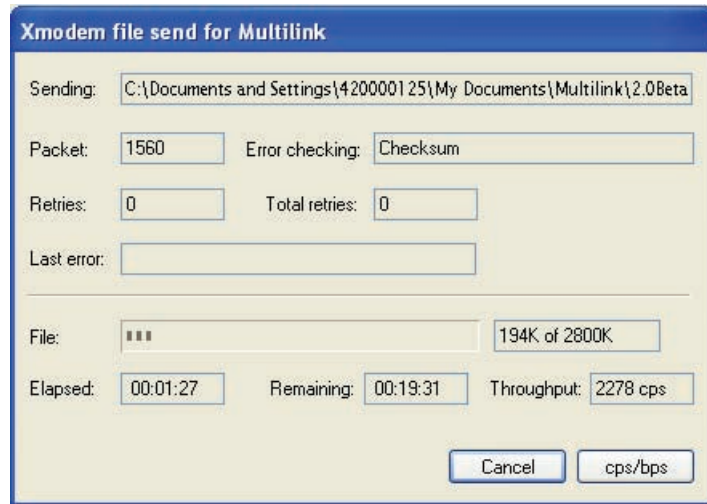 Xmodem file send for Multilink
Sending: C:\Documents and Settings\420000125\My Documents\Multilink\2.0Beta
Packet: 1560 Error checking: Checksum
Retries: 0 Total retries: 0
Last error:
File: 194K of 2800K
Elapsed: 00:01:27 Remaining: 00:19:31 Throughput: 2278 cps
Cancel cps/bps